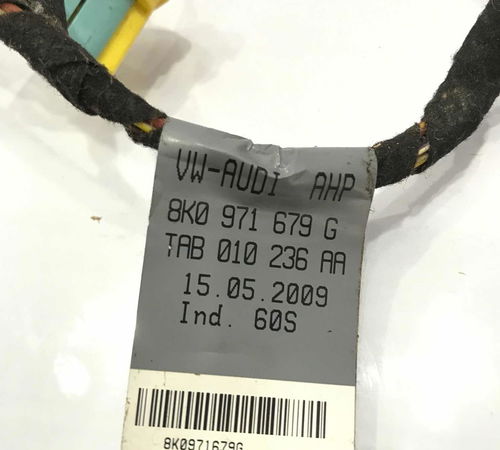 VW-AUDI AHP
8K0 971 679 G
TAB 010 236 AA
15.05.2009
Ind. 60S
8K0971679G